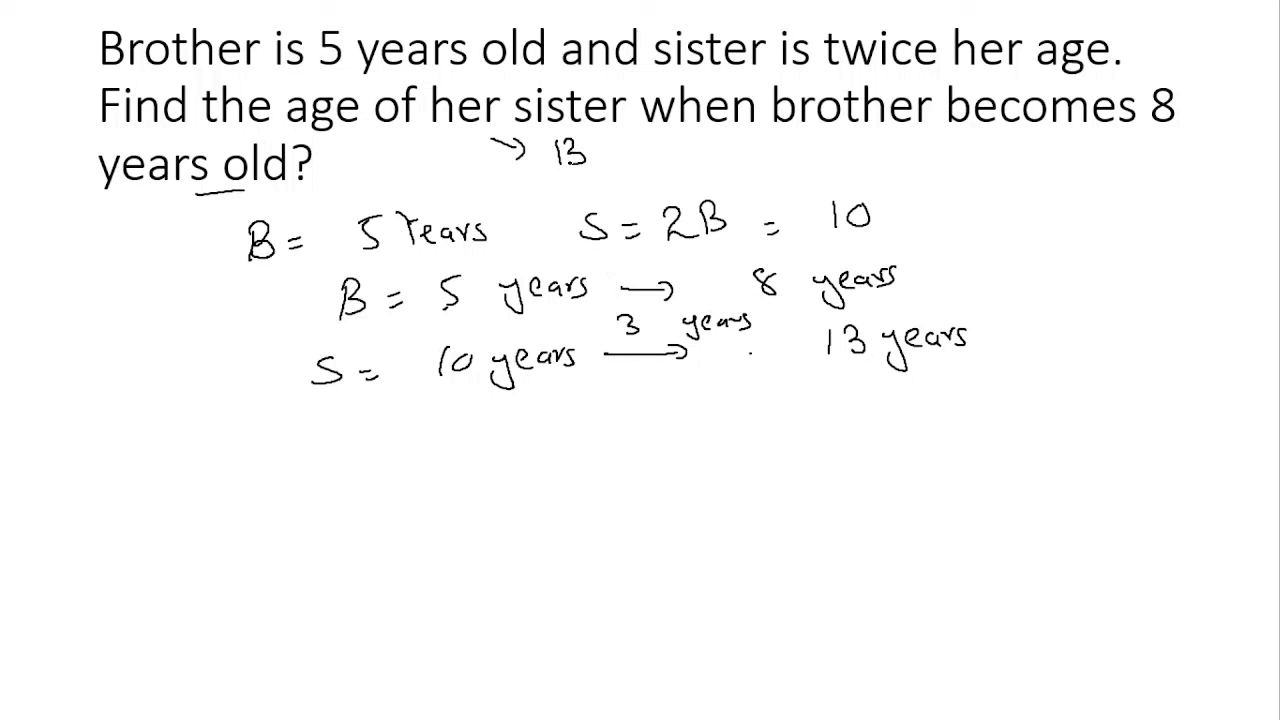 Brother is 5 years old and sister is twice her age.
Find the age of her sister when brother becomes 8
years old?
→ 13
B = 5 Years S = 2B = 10
B = 5 years → 8 years
3 years
S = 10 years → 13 years